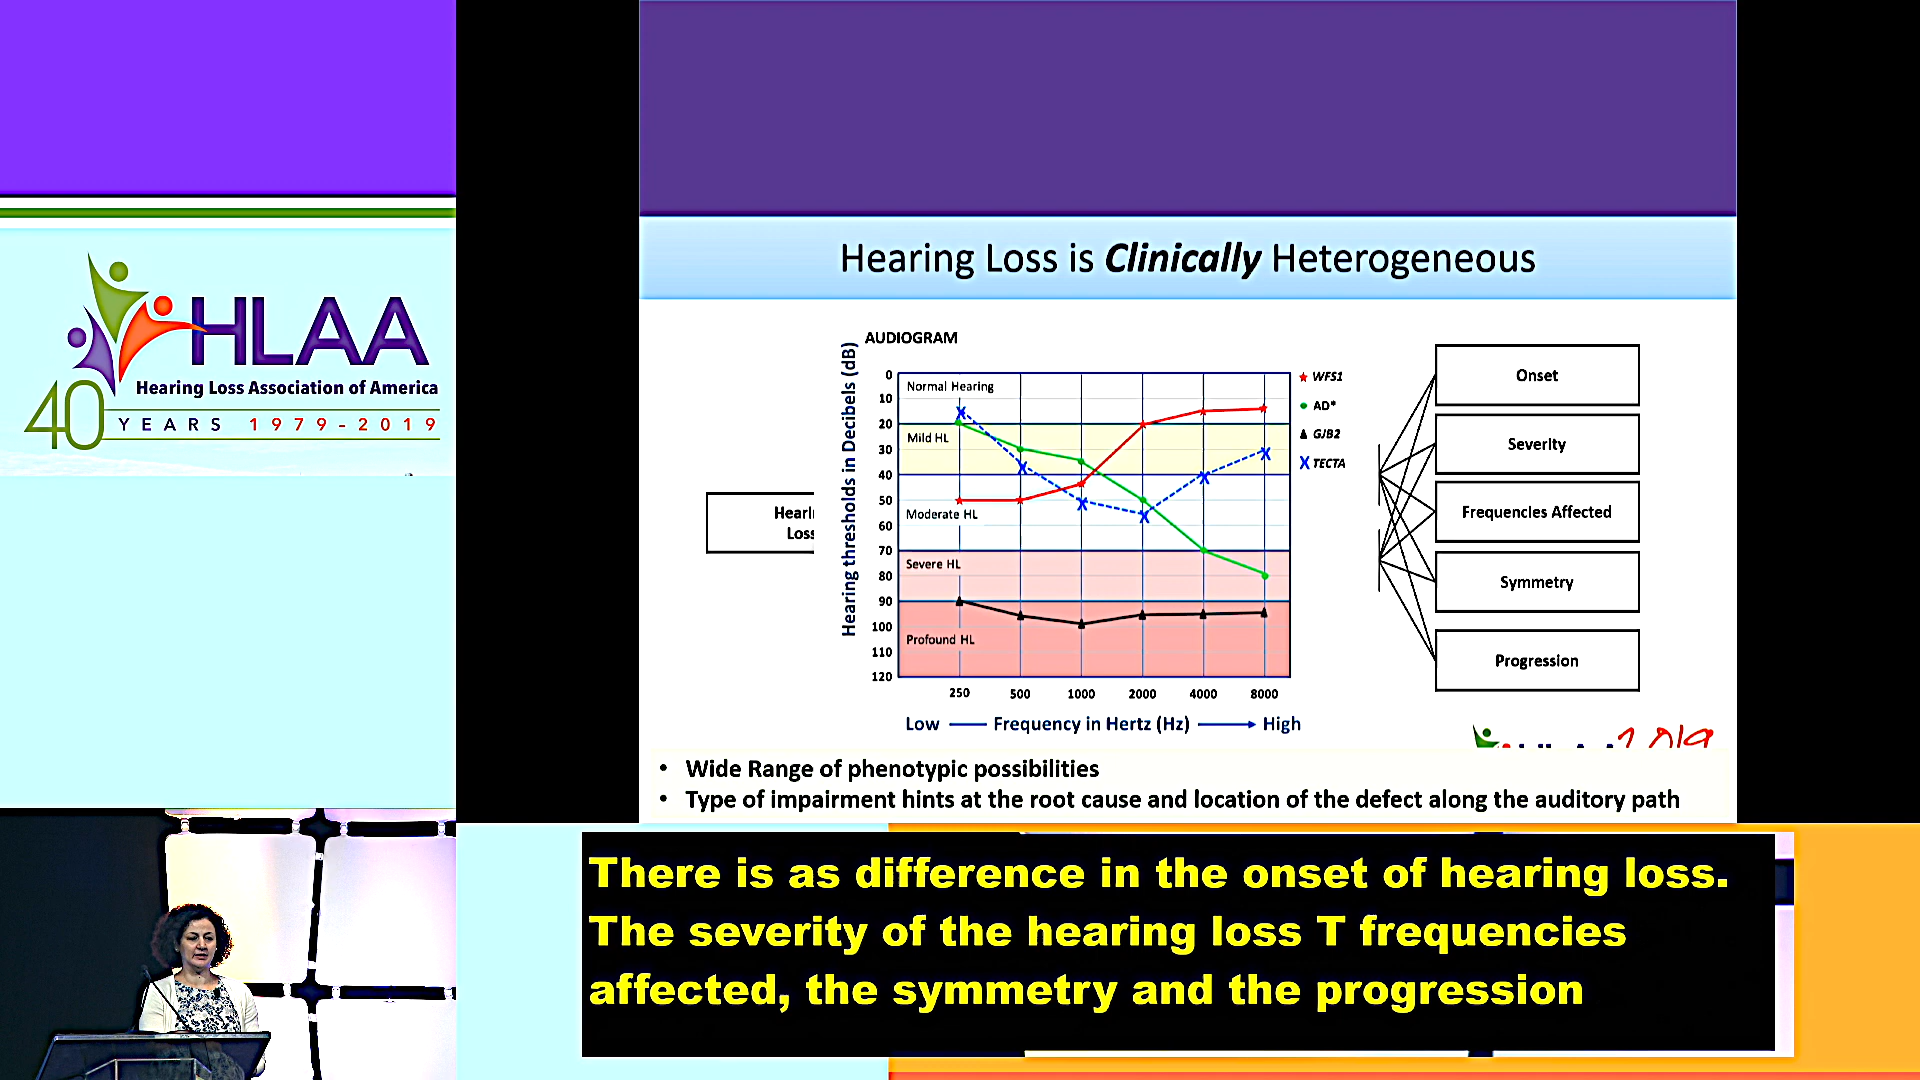 HLAA
Hearing Loss Association of America
40
YEARS 1979-2019
Hearing Loss is Clinically Heterogeneous
AUDIOGRAM
Hearing thresholds in Decibels (dB)
0
10
20
30
40
50
60
70
80
90
100
110
120
Normal Hearing
Mild HL
Moderate HL
Severe HL
Profound HL
250 500 1000 2000 4000 8000
Low Frequency in Hertz (Hz) High
WFS1
AD*
GJB2
TECTA
Onset
Severity
Frequencies Affected
Symmetry
Progression
• Wide Range of phenotypic possibilities
• Type of impairment hints at the root cause and location of the defect along the auditory path
There is as difference in the onset of hearing loss.
The severity of the hearing loss T frequencies
affected, the symmetry and the progression